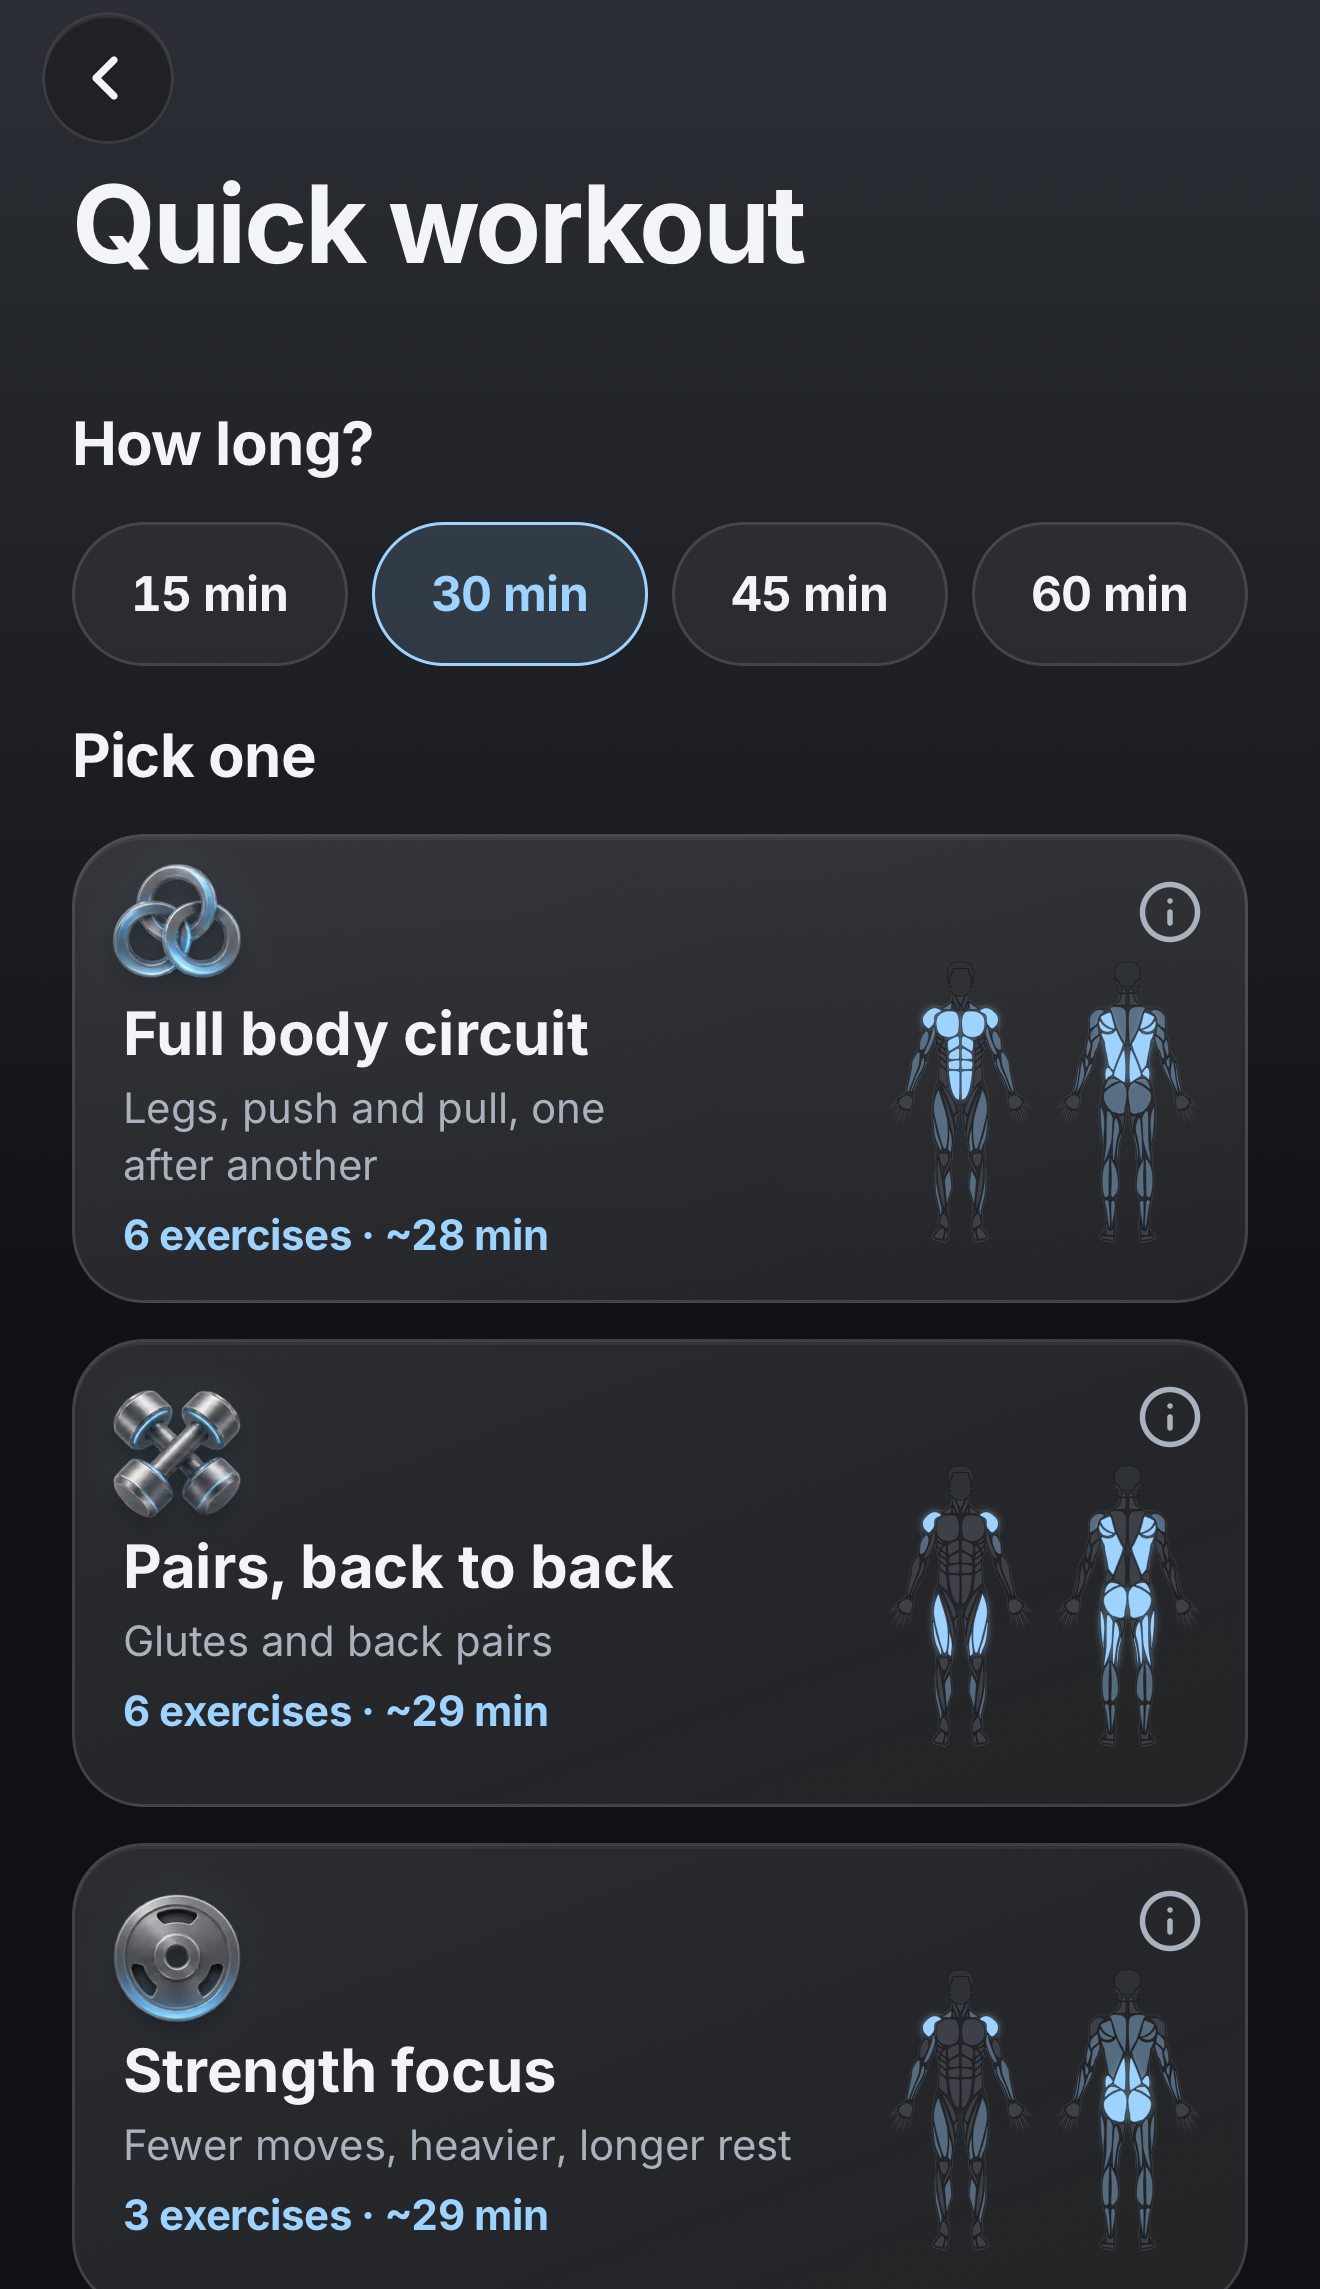 Quick workout
How long?
15 min
30 min
45 min
60 min
Pick one
Full body circuit
Legs, push and pull, one
after another
6 exercises · ~28 min
Pairs, back to back
Glutes and back pairs
6 exercises · ~29 min
Strength focus
Fewer moves, heavier, longer rest
3 exercises · ~29 min